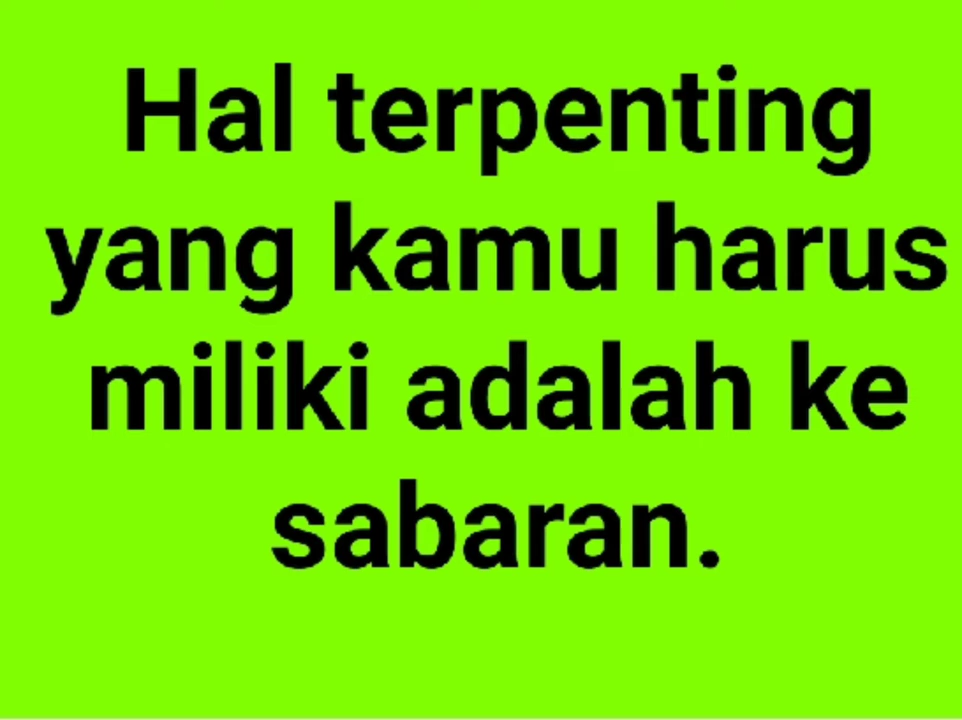 Hal terpenting
yang kamu harus
miliki adalah ke
sabaran.